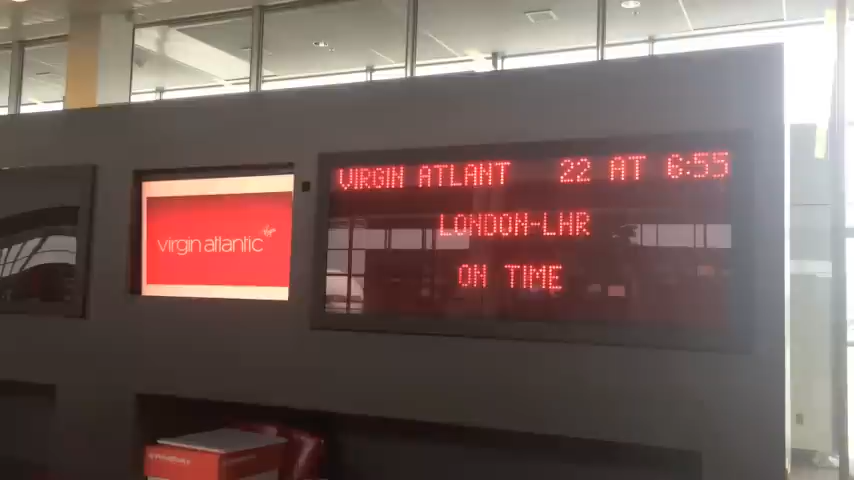 VIRGIN ATLANT 22 AT 6:55
LONDON-LHR
ON TIME
virgin atlantic